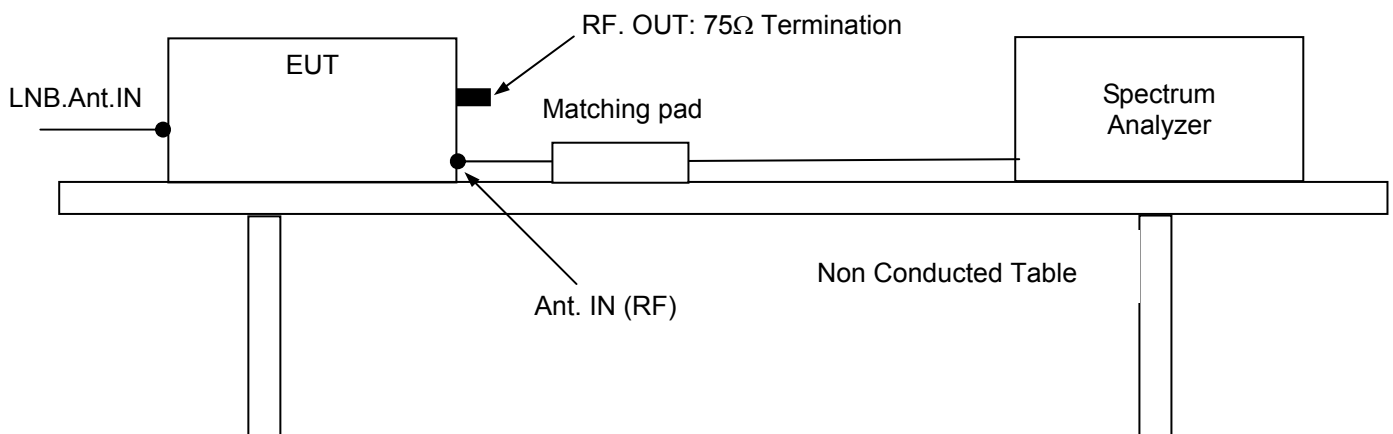 RF. OUT: 75Ω Termination
EUT
LNB.Ant.IN
Matching pad
Spectrum
Analyzer
Non Conducted Table
Ant. IN (RF)